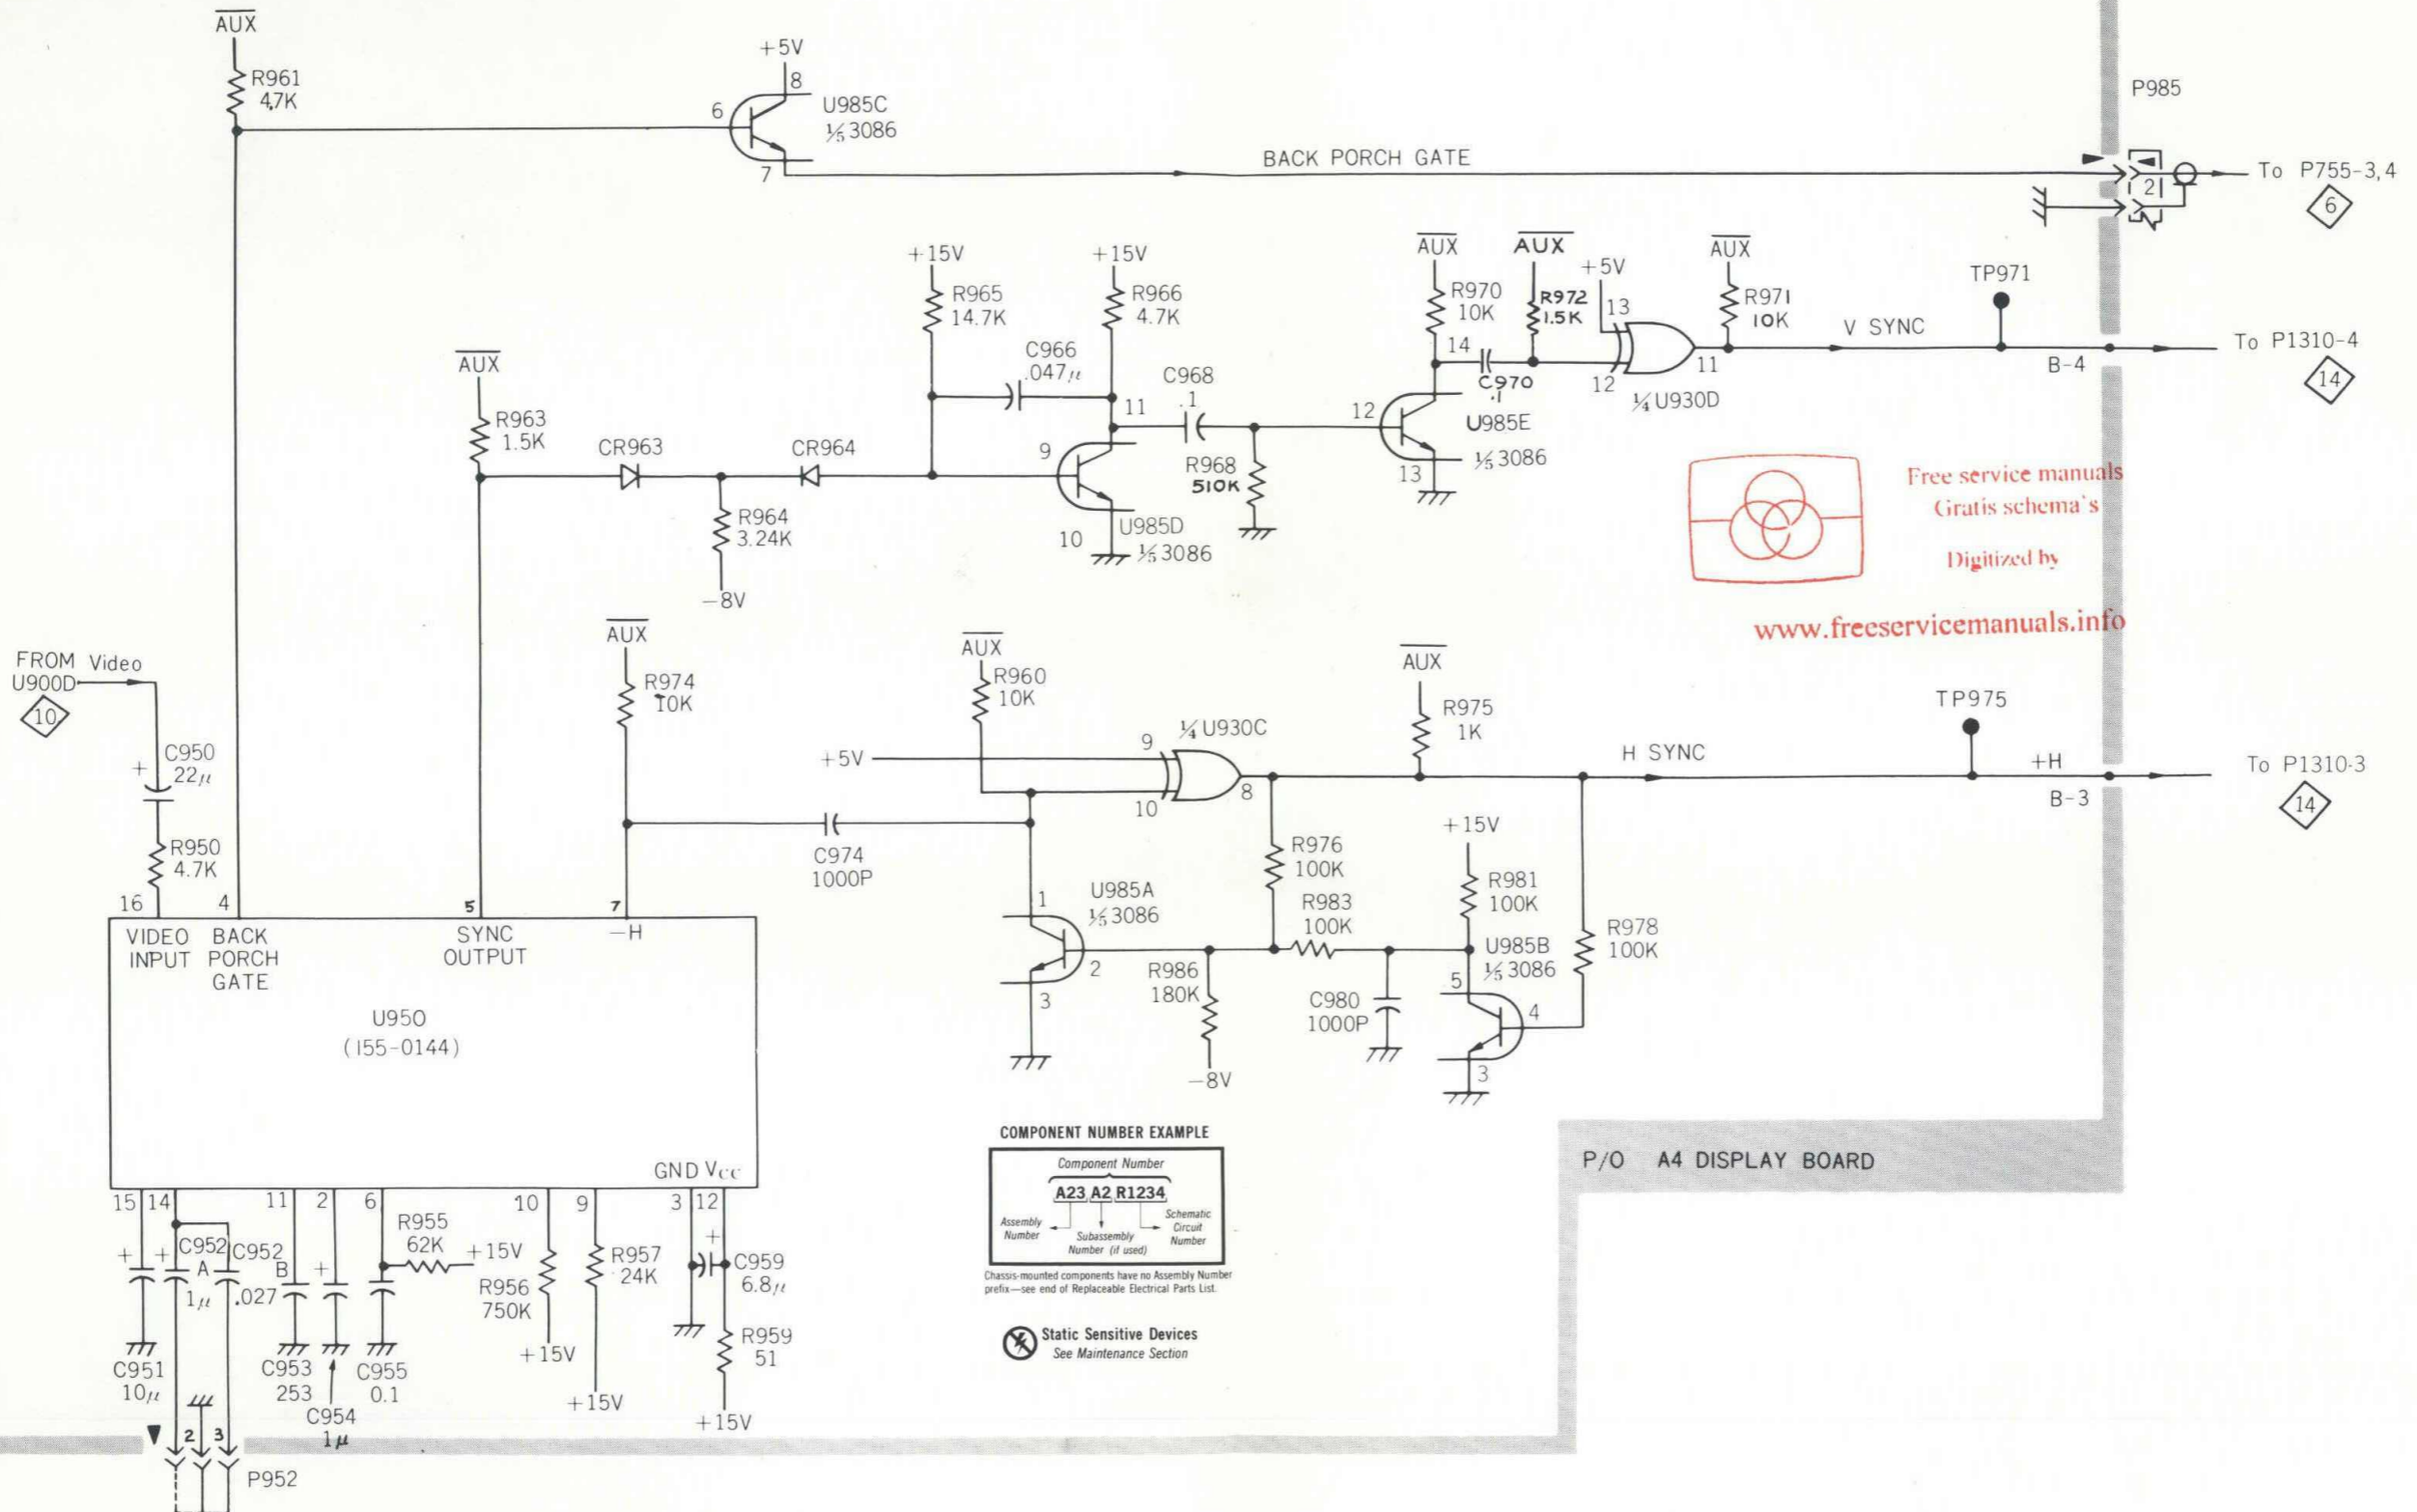 AUX
R961
4.7K
+5V
8
6
U985C
⅕ 3086
7
BACK PORCH GATE
P985
2
To P755-3,4
6
+15V
R965
14.7K
+15V
R966
4.7K
C966
.047µ
AUX
R970
10K
AUX
R972
1.5K
+5V
13
14
C970
.1
12
11
¼ U930D
AUX
R971
10K
V SYNC
TP971
B-4
To P1310-4
14
AUX
R963
1.5K
CR963
CR964
R964
3.24K
-8V
9
11
10
U985D
⅕ 3086
C968
.1
R968
510K
12
U985E
⅕ 3086
13
Free service manuals
Gratis schema's
Digitized by
www.freeservicemanuals.info
FROM Video
U900D
10
C950
+
22µ
R950
4.7K
AUX
R974
10K
C974
1000P
AUX
R960
10K
+5V
9
10
¼ U930C
8
AUX
R975
1K
H SYNC
TP975
+H
B-3
To P1310-3
14
R976
100K
R983
100K
+15V
R981
100K
R978
100K
1
U985A
⅕ 3086
2
3
R986
180K
-8V
C980
1000P
U985B
⅕ 3086
5
4
3
16
4
5
7
VIDEO INPUT
BACK PORCH GATE
SYNC OUTPUT
-H
U950
(155-0144)
GND Vcc
15 14 11 2 6 10 9 3 12
+
C951
10µ
+
C952
A
1µ
C952
B
.027
C953
253
+
C954
1µ
C955
0.1
R955
62K
+15V
R956
750K
+15V
R957
24K
+15V
+
C959
6.8µ
R959
51
+15V
2 3
P952
COMPONENT NUMBER EXAMPLE
Component Number
A23 A2 R1234
Assembly Number
Subassembly Number (if used)
Schematic Circuit Number
Chassis-mounted components have no Assembly Number
prefix—see end of Replaceable Electrical Parts List.
Static Sensitive Devices
See Maintenance Section
P/O A4 DISPLAY BOARD